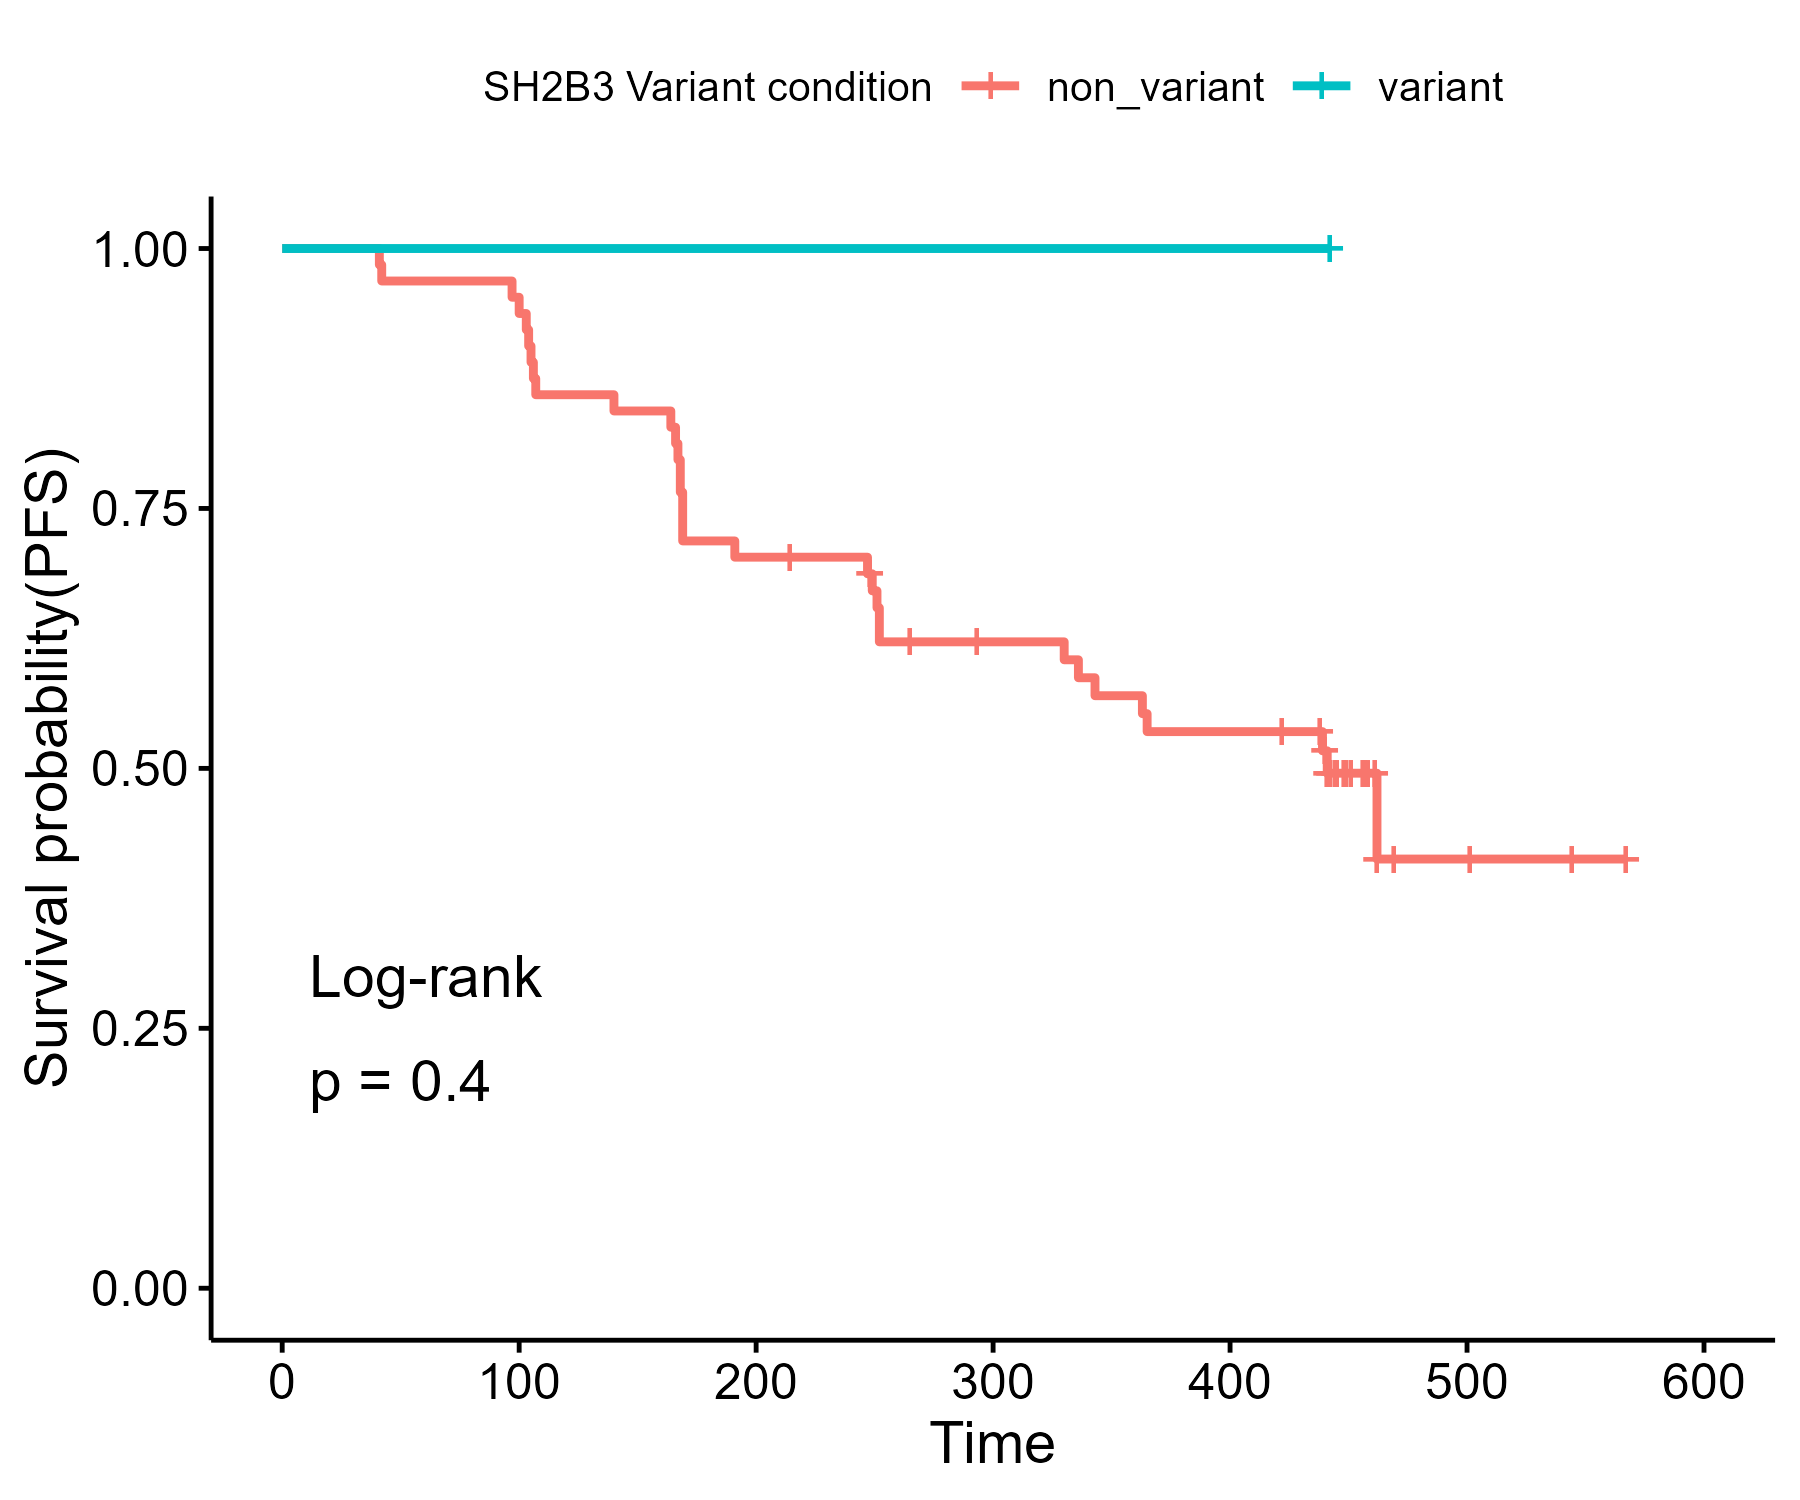 SH2B3 Variant condition non_variant variant
Survival probability(PFS)
1.00
0.75
0.50
0.25
0.00
Log-rank
p = 0.4
0 100 200 300 400 500 600
Time